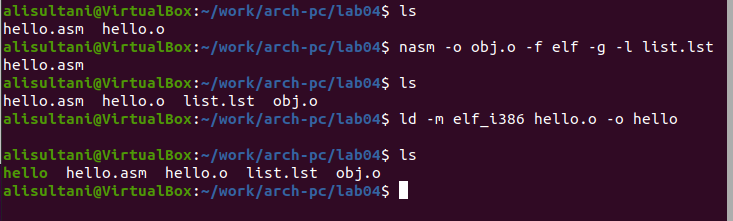 alisultani@VirtualBox:~/work/arch-pc/lab04$ ls
hello.asm  hello.o
alisultani@VirtualBox:~/work/arch-pc/lab04$ nasm -o obj.o -f elf -g -l list.lst
hello.asm
alisultani@VirtualBox:~/work/arch-pc/lab04$ ls
hello.asm  hello.o  list.lst  obj.o
alisultani@VirtualBox:~/work/arch-pc/lab04$ ld -m elf_i386 hello.o -o hello
alisultani@VirtualBox:~/work/arch-pc/lab04$ ls
hello  hello.asm  hello.o  list.lst  obj.o
alisultani@VirtualBox:~/work/arch-pc/lab04$